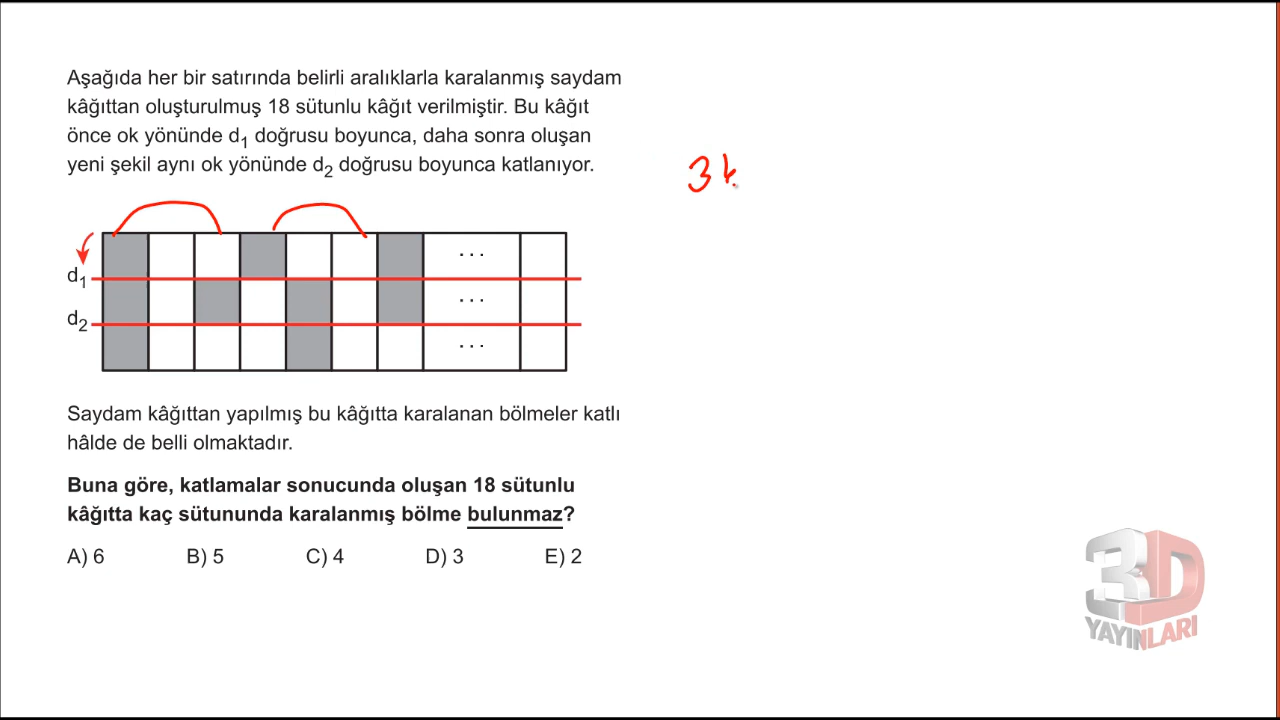 Aşağıda her bir satırında belirli aralıklarla karalanmış saydam
kâğıttan oluşturulmuş 18 sütunlu kâğıt verilmiştir. Bu kâğıt
önce ok yönünde d₁ doğrusu boyunca, daha sonra oluşan
yeni şekil aynı ok yönünde d₂ doğrusu boyunca katlanıyor.
3k
...
d₁
...
d₂
...
Saydam kâğıttan yapılmış bu kâğıtta karalanan bölmeler katlı
hâlde de belli olmaktadır.
Buna göre, katlamalar sonucunda oluşan 18 sütunlu
kâğıtta kaç sütununda karalanmış bölme bulunmaz?
A) 6 B) 5 C) 4 D) 3 E) 2
3D
YAYINLARI